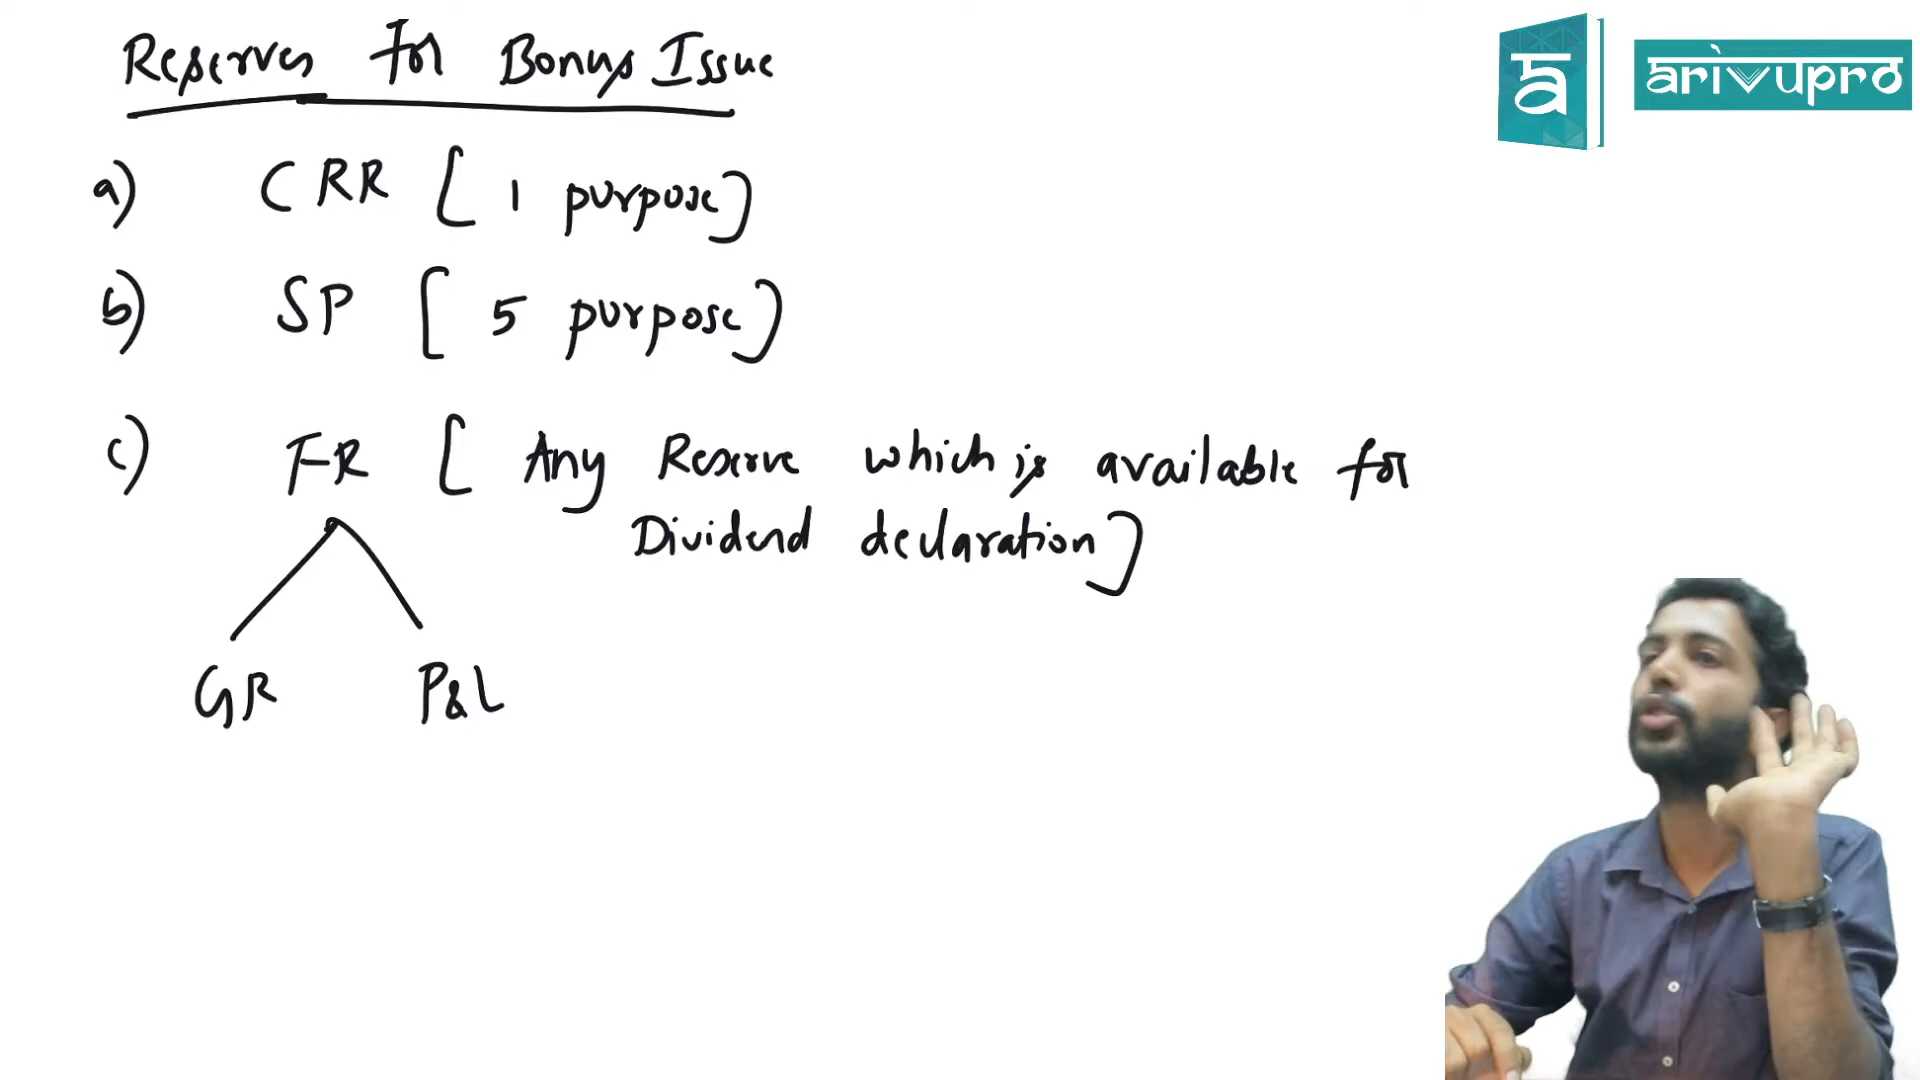 Reserves for Bonus Issue
a) CRR [ 1 purpose]
b) SP [ 5 purpose]
c) FR [ Any Reserve which is available for
Dividend declaration]
GR P&L
a arivupro